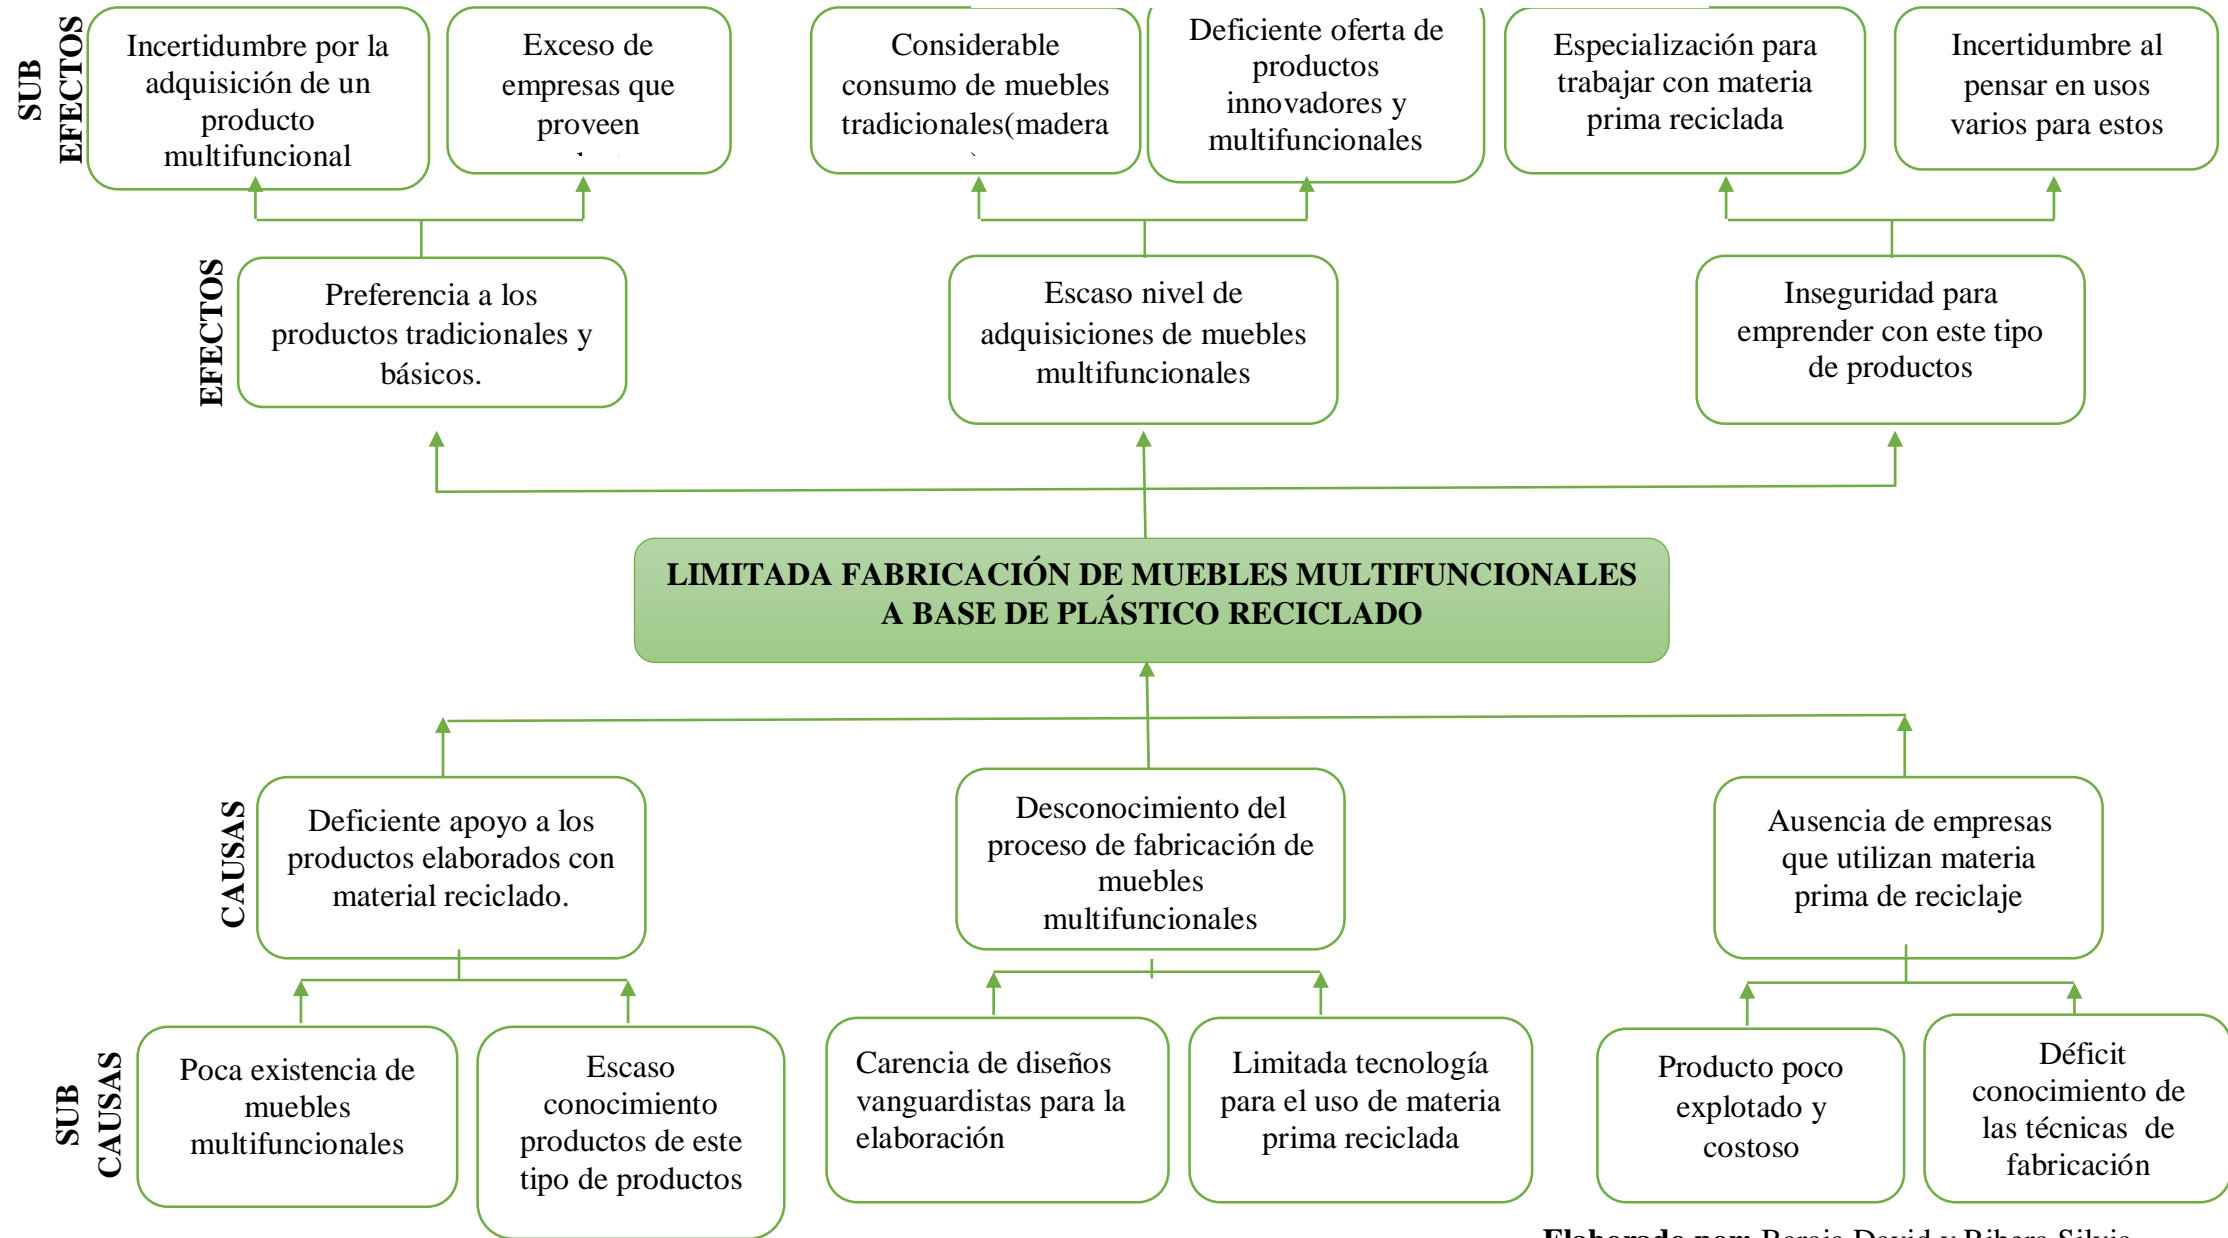 SUB
EFECTOS
Incertidumbre por la
adquisición de un
producto
multifuncional
Exceso de
empresas que
proveen
Considerable
consumo de muebles
tradicionales(madera
Deficiente oferta de
productos
innovadores y
multifuncionales
Especialización para
trabajar con materia
prima reciclada
Incertidumbre al
pensar en usos
varios para estos
EFECTOS
Preferencia a los
productos tradicionales y
básicos.
Escaso nivel de
adquisiciones de muebles
multifuncionales
Inseguridad para
emprender con este tipo
de productos
LIMITADA FABRICACIÓN DE MUEBLES MULTIFUNCIONALES
A BASE DE PLÁSTICO RECICLADO
CAUSAS
Deficiente apoyo a los
productos elaborados con
material reciclado.
Desconocimiento del
proceso de fabricación de
muebles
multifuncionales
Ausencia de empresas
que utilizan materia
prima de reciclaje
SUB
CAUSAS
Poca existencia de
muebles
multifuncionales
Escaso
conocimiento
productos de este
tipo de productos
Carencia de diseños
vanguardistas para la
elaboración
Limitada tecnología
para el uso de materia
prima reciclada
Producto poco
explotado y
costoso
Déficit
conocimiento de
las técnicas de
fabricación
Elaborado por: David y Silvia